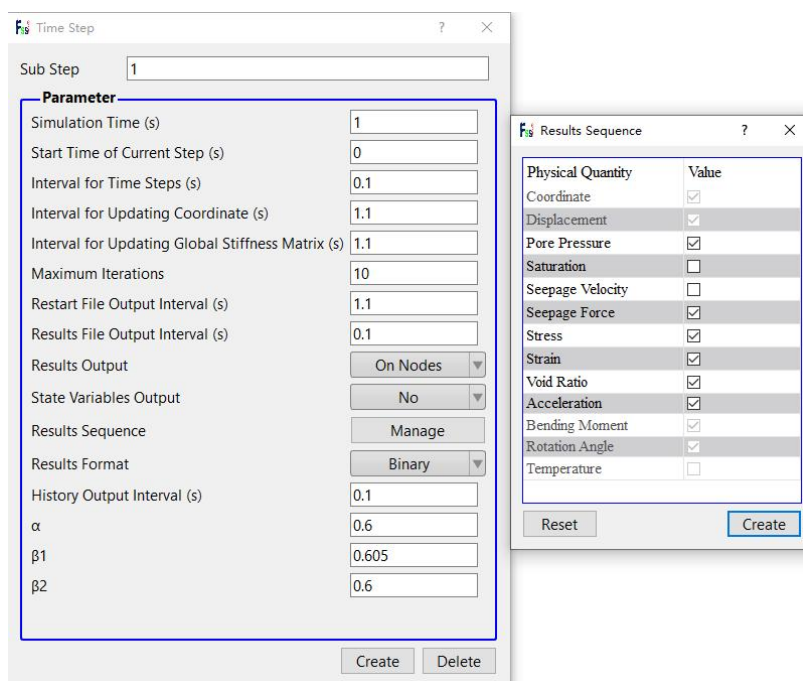 Time Step ? ×
Sub Step 1
Parameter
Simulation Time (s) 1
Start Time of Current Step (s) 0
Interval for Time Steps (s) 0.1
Interval for Updating Coordinate (s) 1.1
Interval for Updating Global Stiffness Matrix (s) 1.1
Maximum Iterations 10
Restart File Output Interval (s) 1.1
Results File Output Interval (s) 0.1
Results Output On Nodes
State Variables Output No
Results Sequence Manage
Results Format Binary
History Output Interval (s) 0.1
α 0.6
β1 0.605
β2 0.6
Create Delete
Results Sequence ? ×
Physical Quantity Value
Coordinate
Displacement
Pore Pressure
Saturation
Seepage Velocity
Seepage Force
Stress
Strain
Void Ratio
Acceleration
Bending Moment
Rotation Angle
Temperature
Reset Create